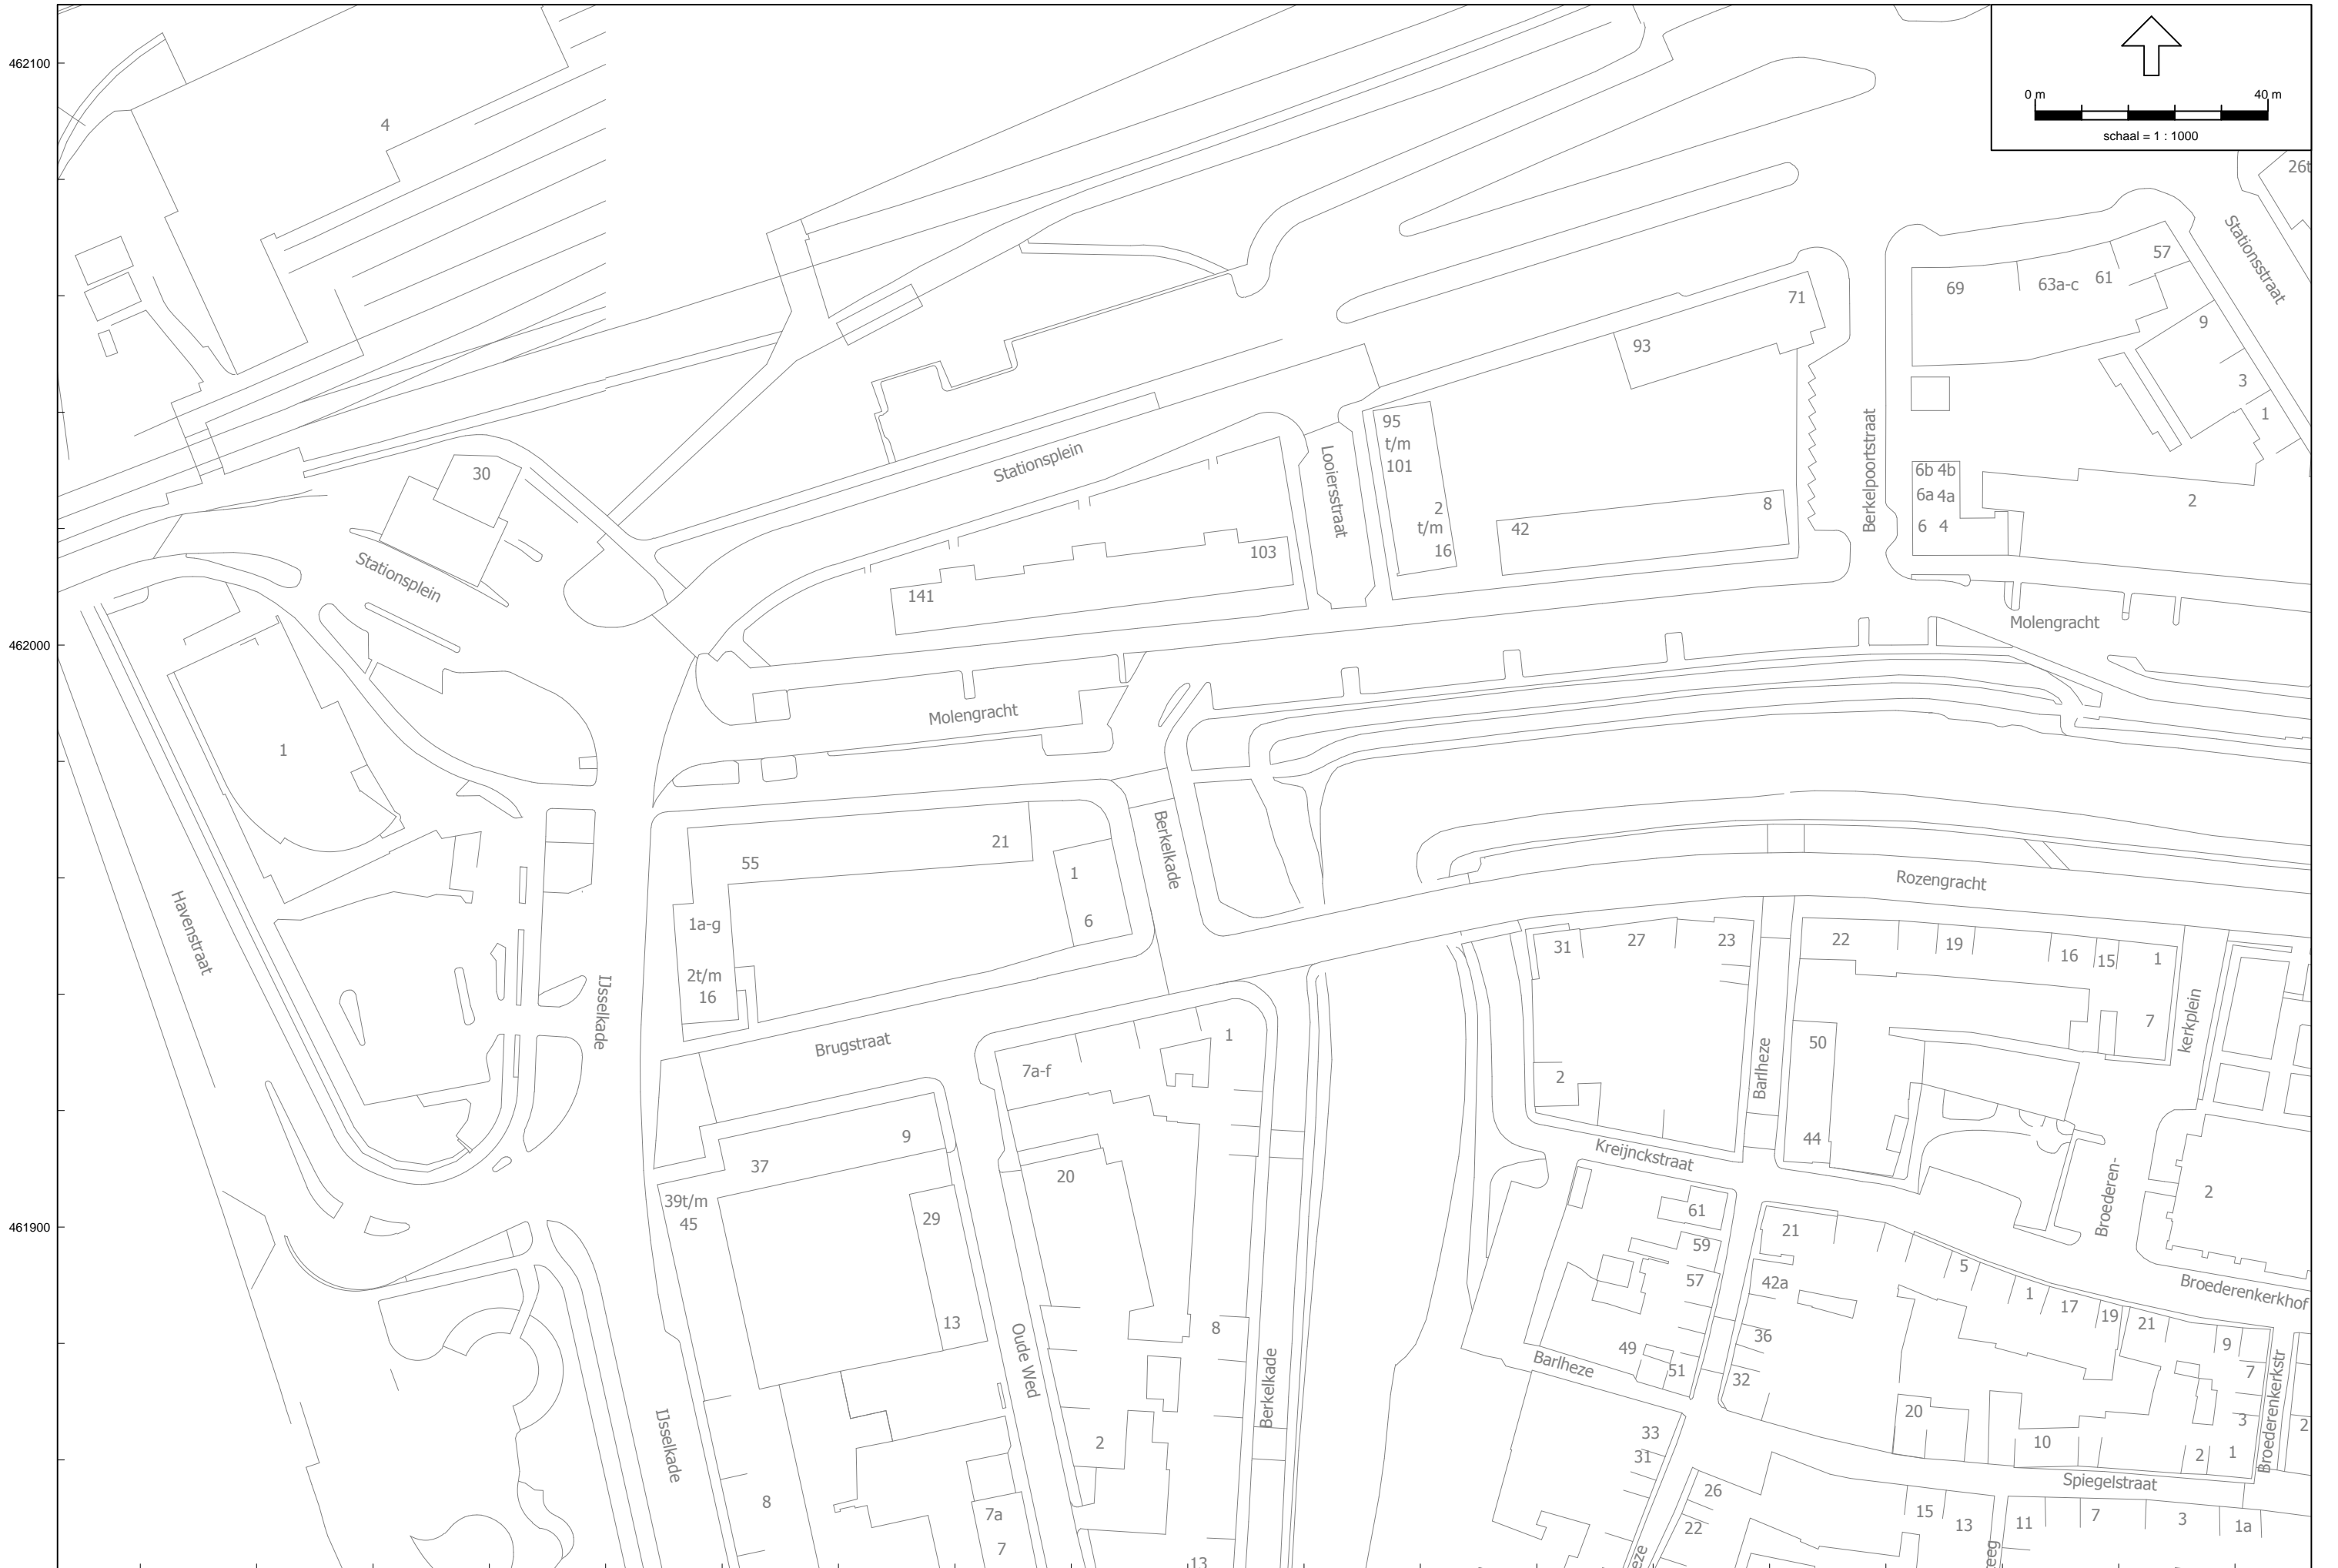 462100
0 m
40 m
schaal = 1 : 1000
4
26t
Stationsstraat
57
61
63a-c
69
71
9
93
3
1
95
t/m
101
Stationsplein
Looiersstraat
Berkelpoortstraat
30
6b 4b
6a 4a
6 4
2
2
t/m
16
42
8
103
Stationsplein
141
Molengracht
462000
Molengracht
1
21
55
Berkelkade
1
6
Rozengracht
1a-g
2t/m
16
Havenstraat
IJsselkade
31
27
23
22
19
16
15
1
7
kerkplein
Brugstraat
1
7a-f
50
Barlheze
2
44
9
37
20
Kreijnckstraat
Broederen-
2
39t/m
45
29
61
21
59
57
42a
5
Broederenkerkhof
461900
13
8
Oude Wed
36
1
17
19
21
9
49
51
Barlheze
32
7
Broederenkerkstr
Berkelkade
IJsselkade
33
31
20
10
3
2
1
2
2
Spiegelstraat
8
26
22
7a
7
15
13
11
7
3
1a
13
eze
eeg